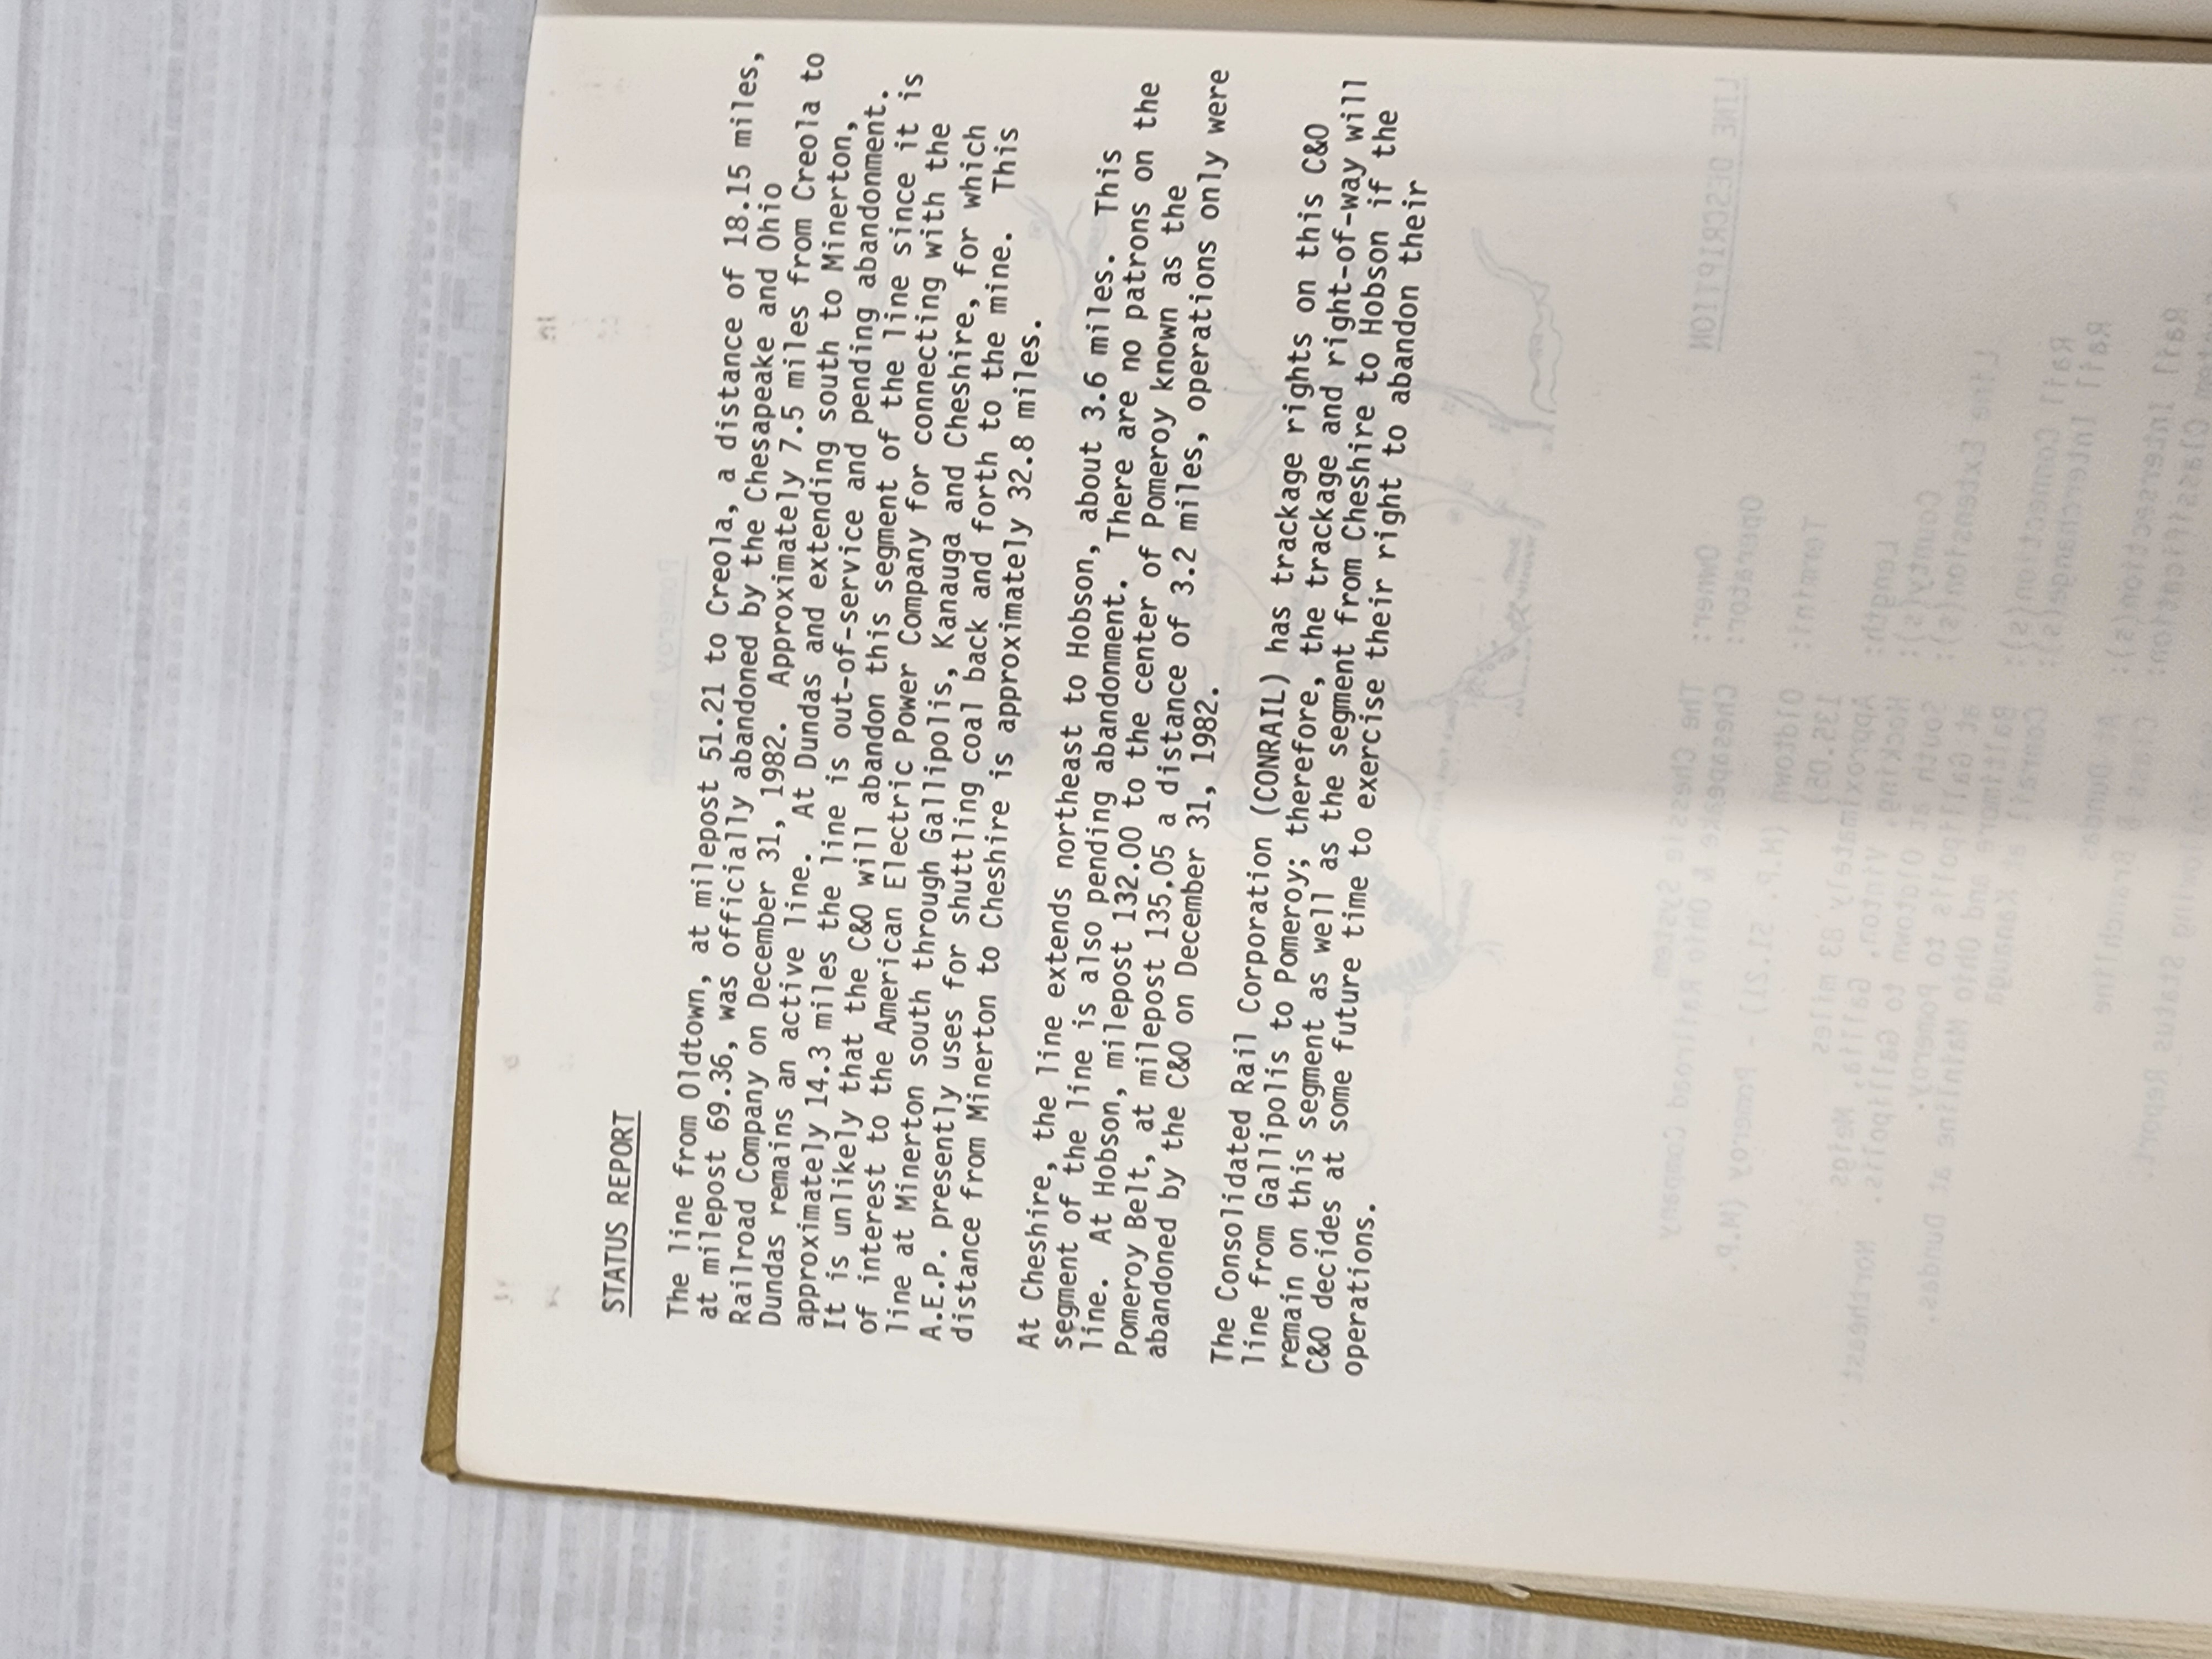 STATUS REPORT
The line from Oldtown, at milepost 51.21 to Creola, a distance of 18.15 miles,
at milepost 69.36, was officially abandoned by the Chesapeake and Ohio
Railroad Company on December 31, 1982. Approximately 7.5 miles from Creola to
Dundas remains an active line. At Dundas and extending south to Minerton,
approximately 14.3 miles the line is out-of-service and pending abandonment.
It is unlikely that the C&O will abandon this segment of the line since it is
of interest to the American Electric Power Company for connecting with the
line at Minerton south through Gallipolis, Kanauga and Cheshire, for which
A.E.P. presently uses for shuttling coal back and forth to the mine. This
distance from Minerton to Cheshire is approximately 32.8 miles.
At Cheshire, the line extends northeast to Hobson, about 3.6 miles. This
segment of the line is also pending abandonment. There are no patrons on the
line. At Hobson, milepost 132.00 to the center of Pomeroy known as the
Pomeroy Belt, at milepost 135.05 a distance of 3.2 miles, operations only were
abandoned by the C&O on December 31, 1982.
The Consolidated Rail Corporation (CONRAIL) has trackage rights on this C&O
line from Gallipolis to Pomeroy; therefore, the trackage and right-of-way will
remain on this segment as well as the segment from Cheshire to Hobson if the
C&O decides at some future time to exercise their right to abandon their
operations.